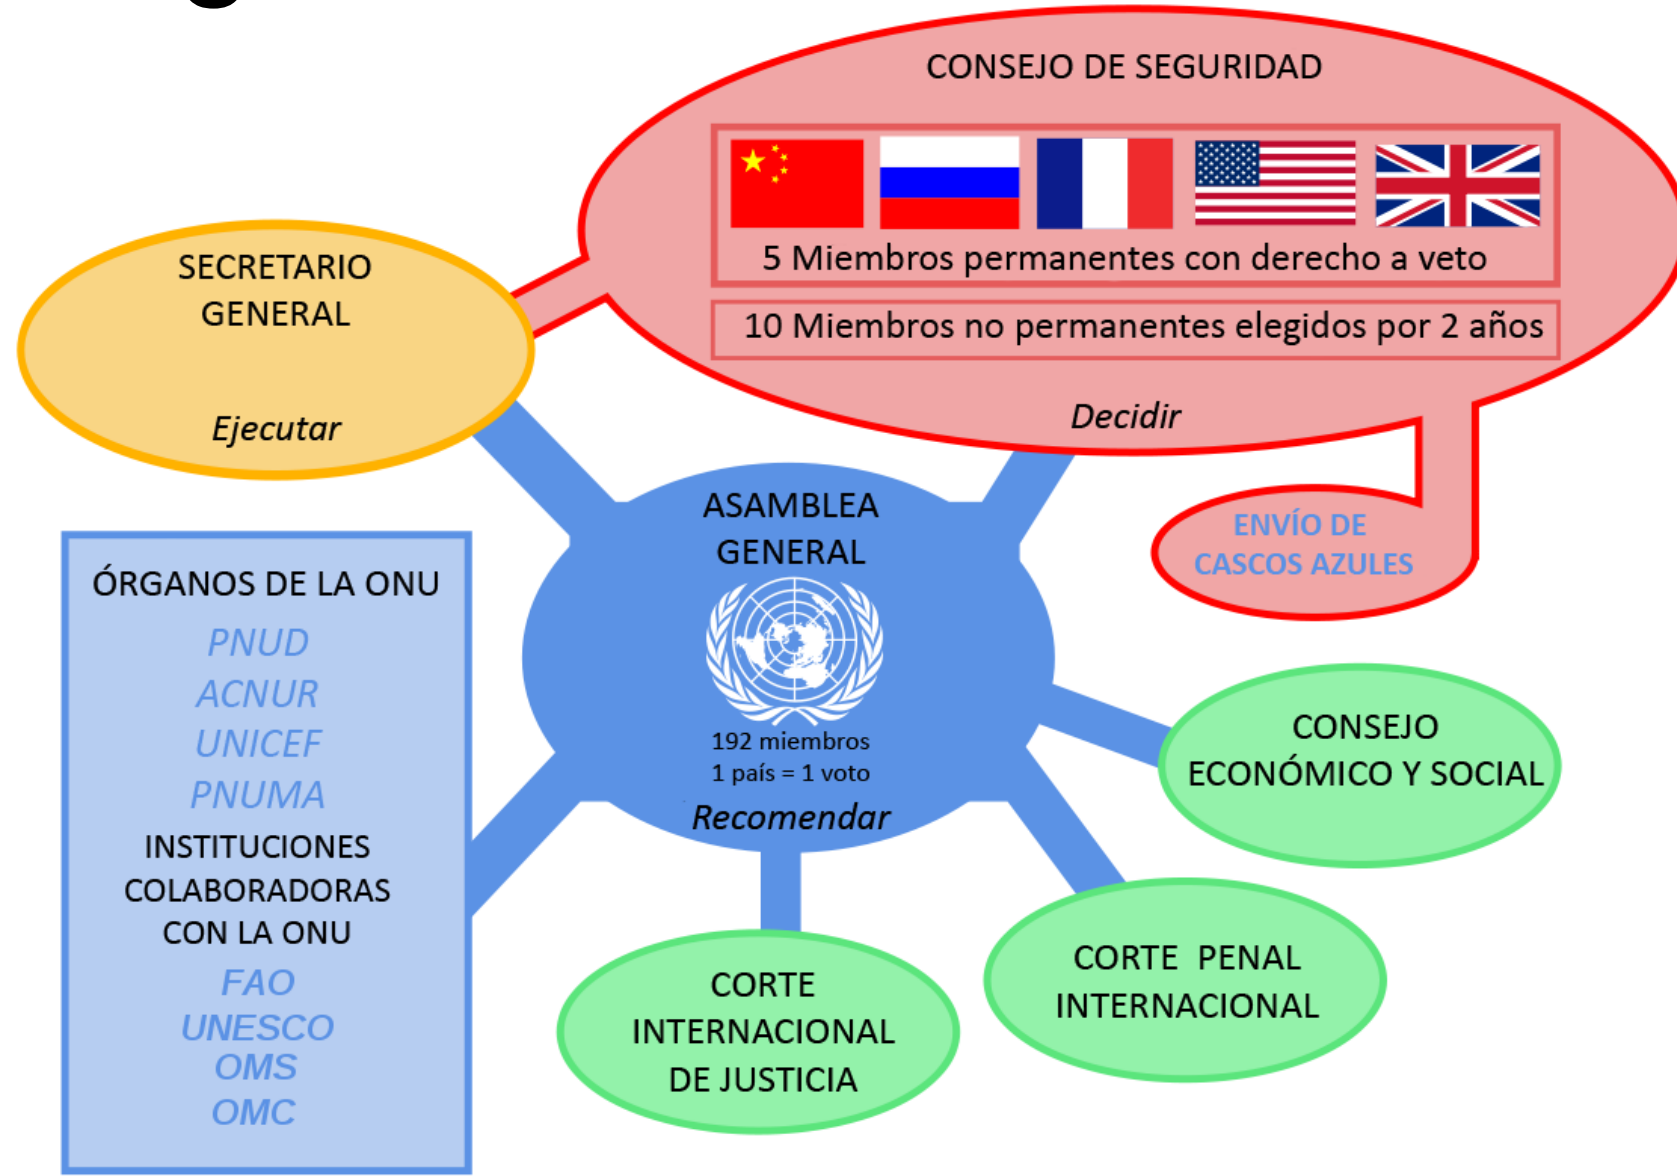 CONSEJO DE SEGURIDAD
5 Miembros permanentes con derecho a veto
10 Miembros no permanentes elegidos por 2 años
Decidir
SECRETARIO
GENERAL
Ejecutar
ASAMBLEA
GENERAL
192 miembros
1 país = 1 voto
Recomendar
ENVÍO DE
CASCOS AZULES
ÓRGANOS DE LA ONU
PNUD
ACNUR
UNICEF
PNUMA
INSTITUCIONES
COLABORADORAS
CON LA ONU
FAO
UNESCO
OMS
OMC
CONSEJO
ECONÓMICO Y SOCIAL
CORTE PENAL
INTERNACIONAL
CORTE
INTERNACIONAL
DE JUSTICIA